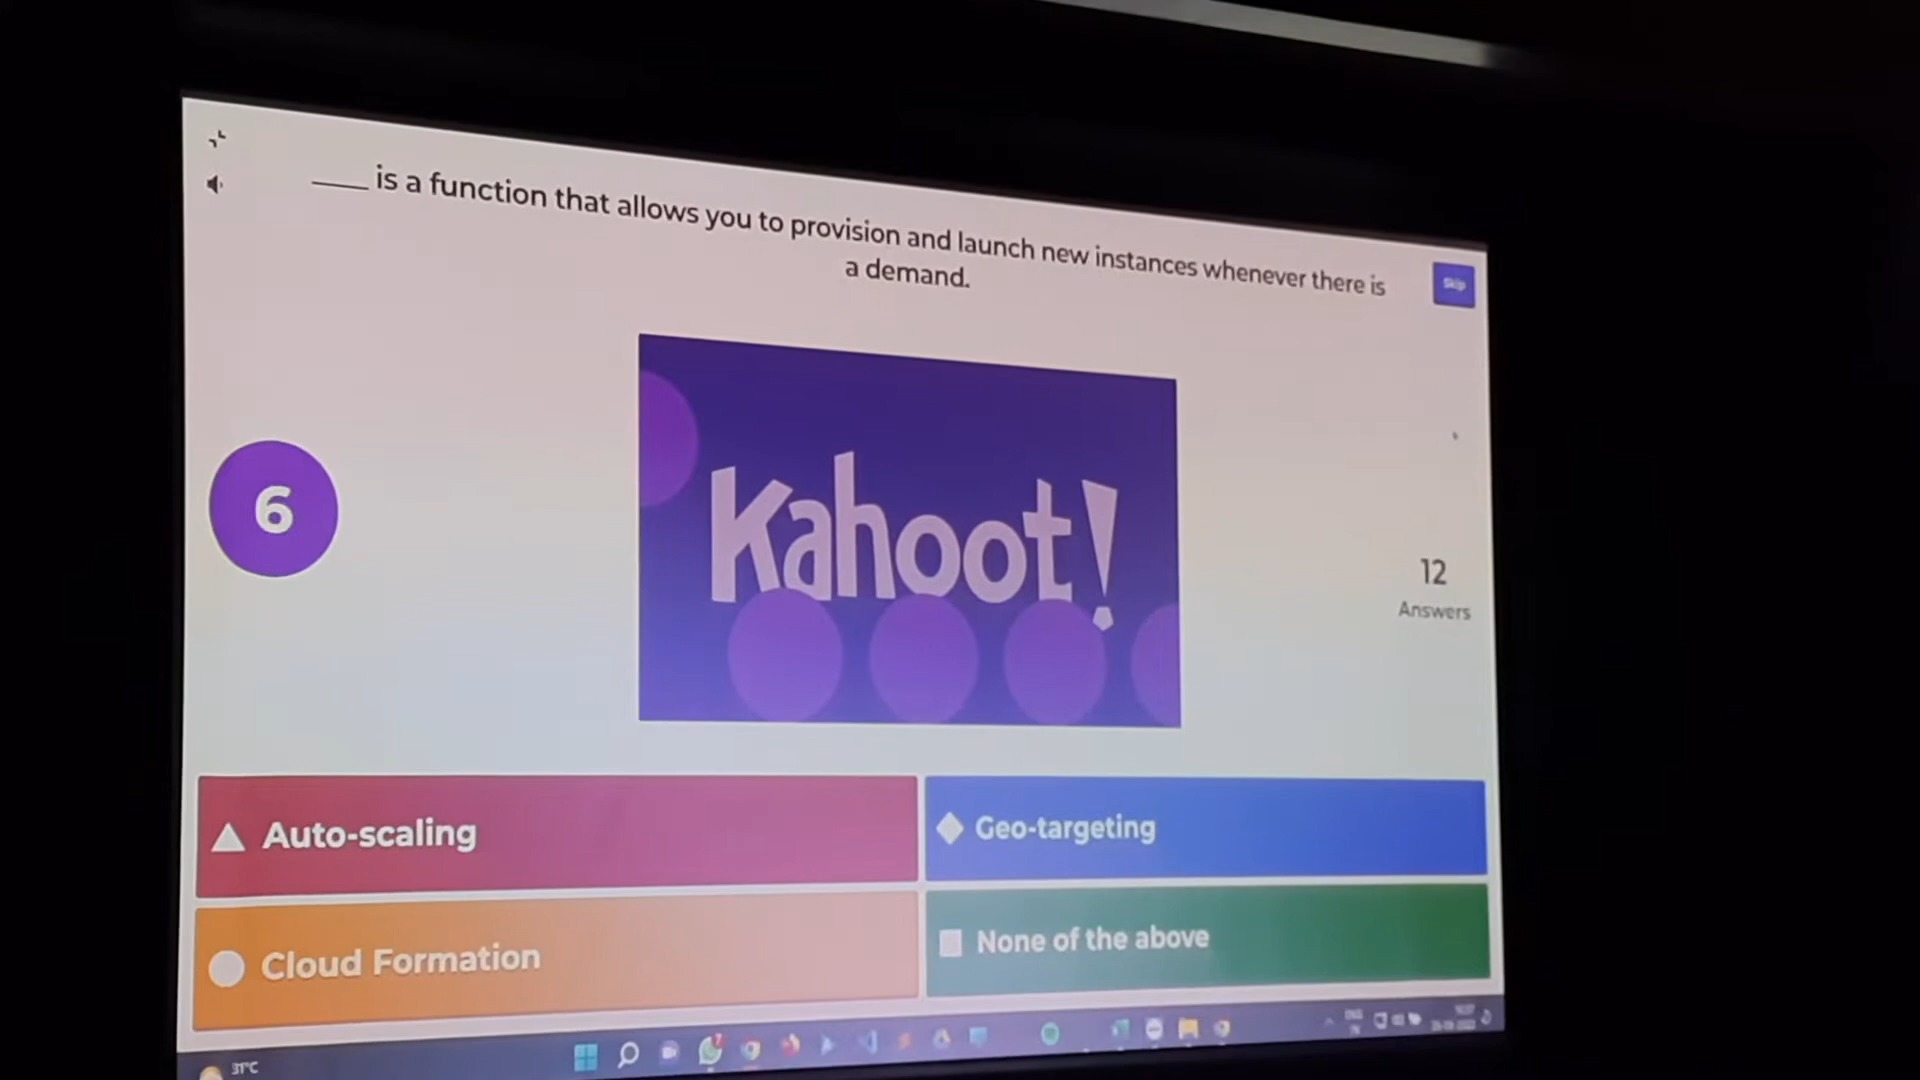 ____ is a function that allows you to provision and launch new instances whenever there is
a demand.
Skip
6
Kahoot!
12
Answers
Auto-scaling
Geo-targeting
Cloud Formation
None of the above
31°C